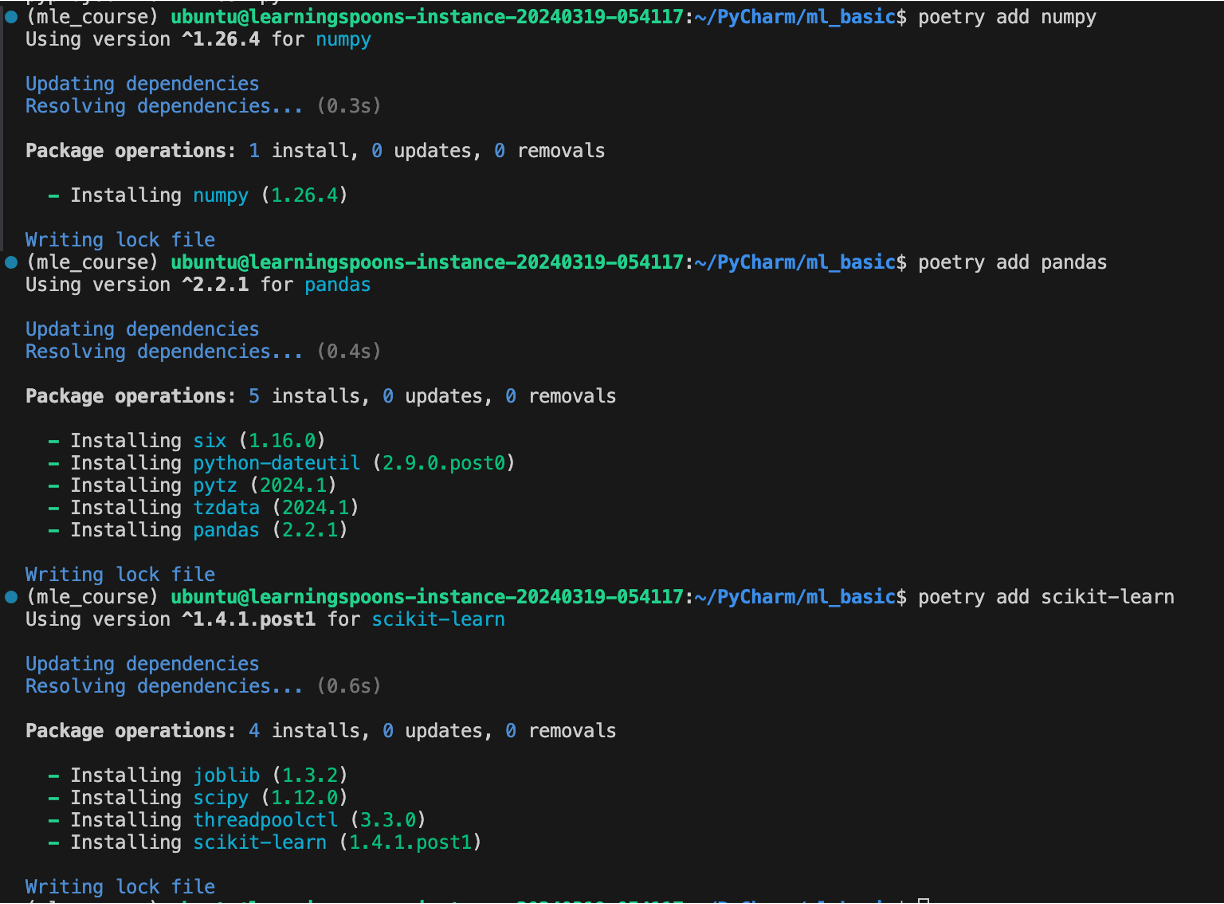 (mle_course) ubuntu@learningspoons-instance-20240319-054117:~/PyCharm/ml_basic$ poetry add numpy
Using version ^1.26.4 for numpy
Updating dependencies
Resolving dependencies... (0.3s)
Package operations: 1 install, 0 updates, 0 removals
- Installing numpy (1.26.4)
Writing lock file
(mle_course) ubuntu@learningspoons-instance-20240319-054117:~/PyCharm/ml_basic$ poetry add pandas
Using version ^2.2.1 for pandas
Updating dependencies
Resolving dependencies... (0.4s)
Package operations: 5 installs, 0 updates, 0 removals
- Installing six (1.16.0)
- Installing python-dateutil (2.9.0.post0)
- Installing pytz (2024.1)
- Installing tzdata (2024.1)
- Installing pandas (2.2.1)
Writing lock file
(mle_course) ubuntu@learningspoons-instance-20240319-054117:~/PyCharm/ml_basic$ poetry add scikit-learn
Using version ^1.4.1.post1 for scikit-learn
Updating dependencies
Resolving dependencies... (0.6s)
Package operations: 4 installs, 0 updates, 0 removals
- Installing joblib (1.3.2)
- Installing scipy (1.12.0)
- Installing threadpoolctl (3.3.0)
- Installing scikit-learn (1.4.1.post1)
Writing lock file